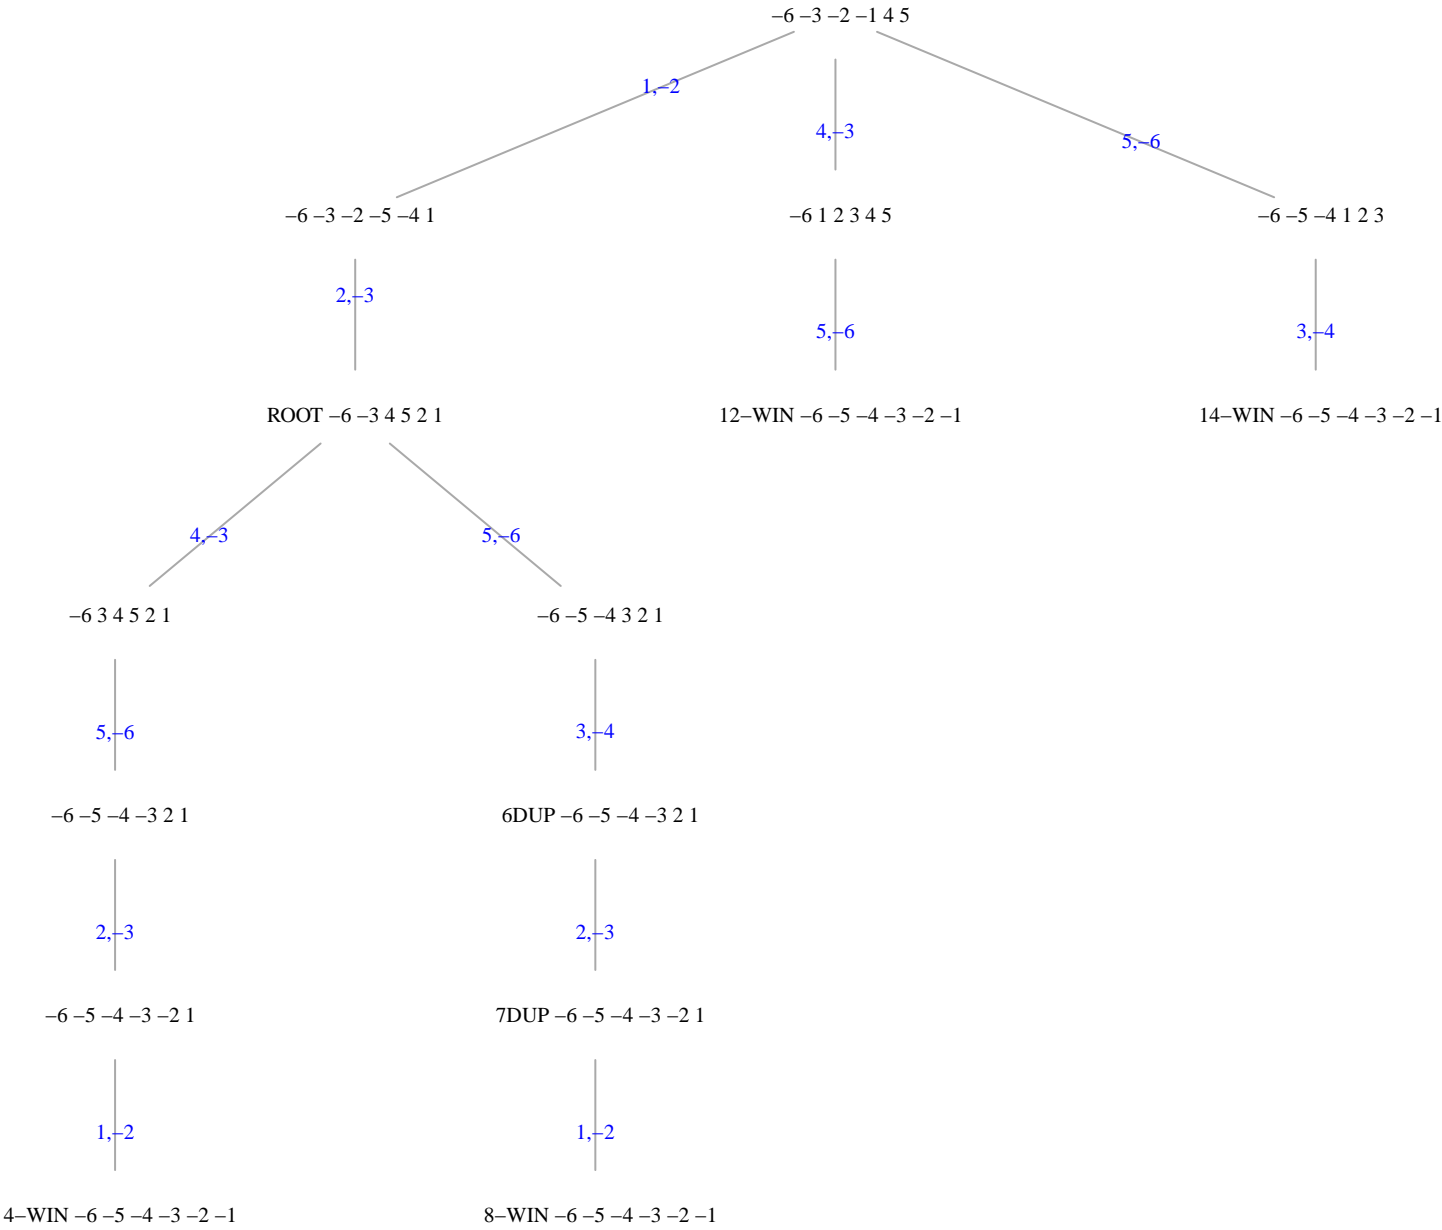 –6 –3 –2 –1 4 5
1,–2
4,–3
5,–6
–6 –3 –2 –5 –4 1
–6 1 2 3 4 5
–6 –5 –4 1 2 3
2,–3
5,–6
3,–4
ROOT –6 –3 4 5 2 1
12–WIN –6 –5 –4 –3 –2 –1
14–WIN –6 –5 –4 –3 –2 –1
4,–3
5,–6
–6 3 4 5 2 1
–6 –5 –4 3 2 1
5,–6
3,–4
–6 –5 –4 –3 2 1
6DUP –6 –5 –4 –3 2 1
2,–3
2,–3
–6 –5 –4 –3 –2 1
7DUP –6 –5 –4 –3 –2 1
1,–2
1,–2
4–WIN –6 –5 –4 –3 –2 –1
8–WIN –6 –5 –4 –3 –2 –1